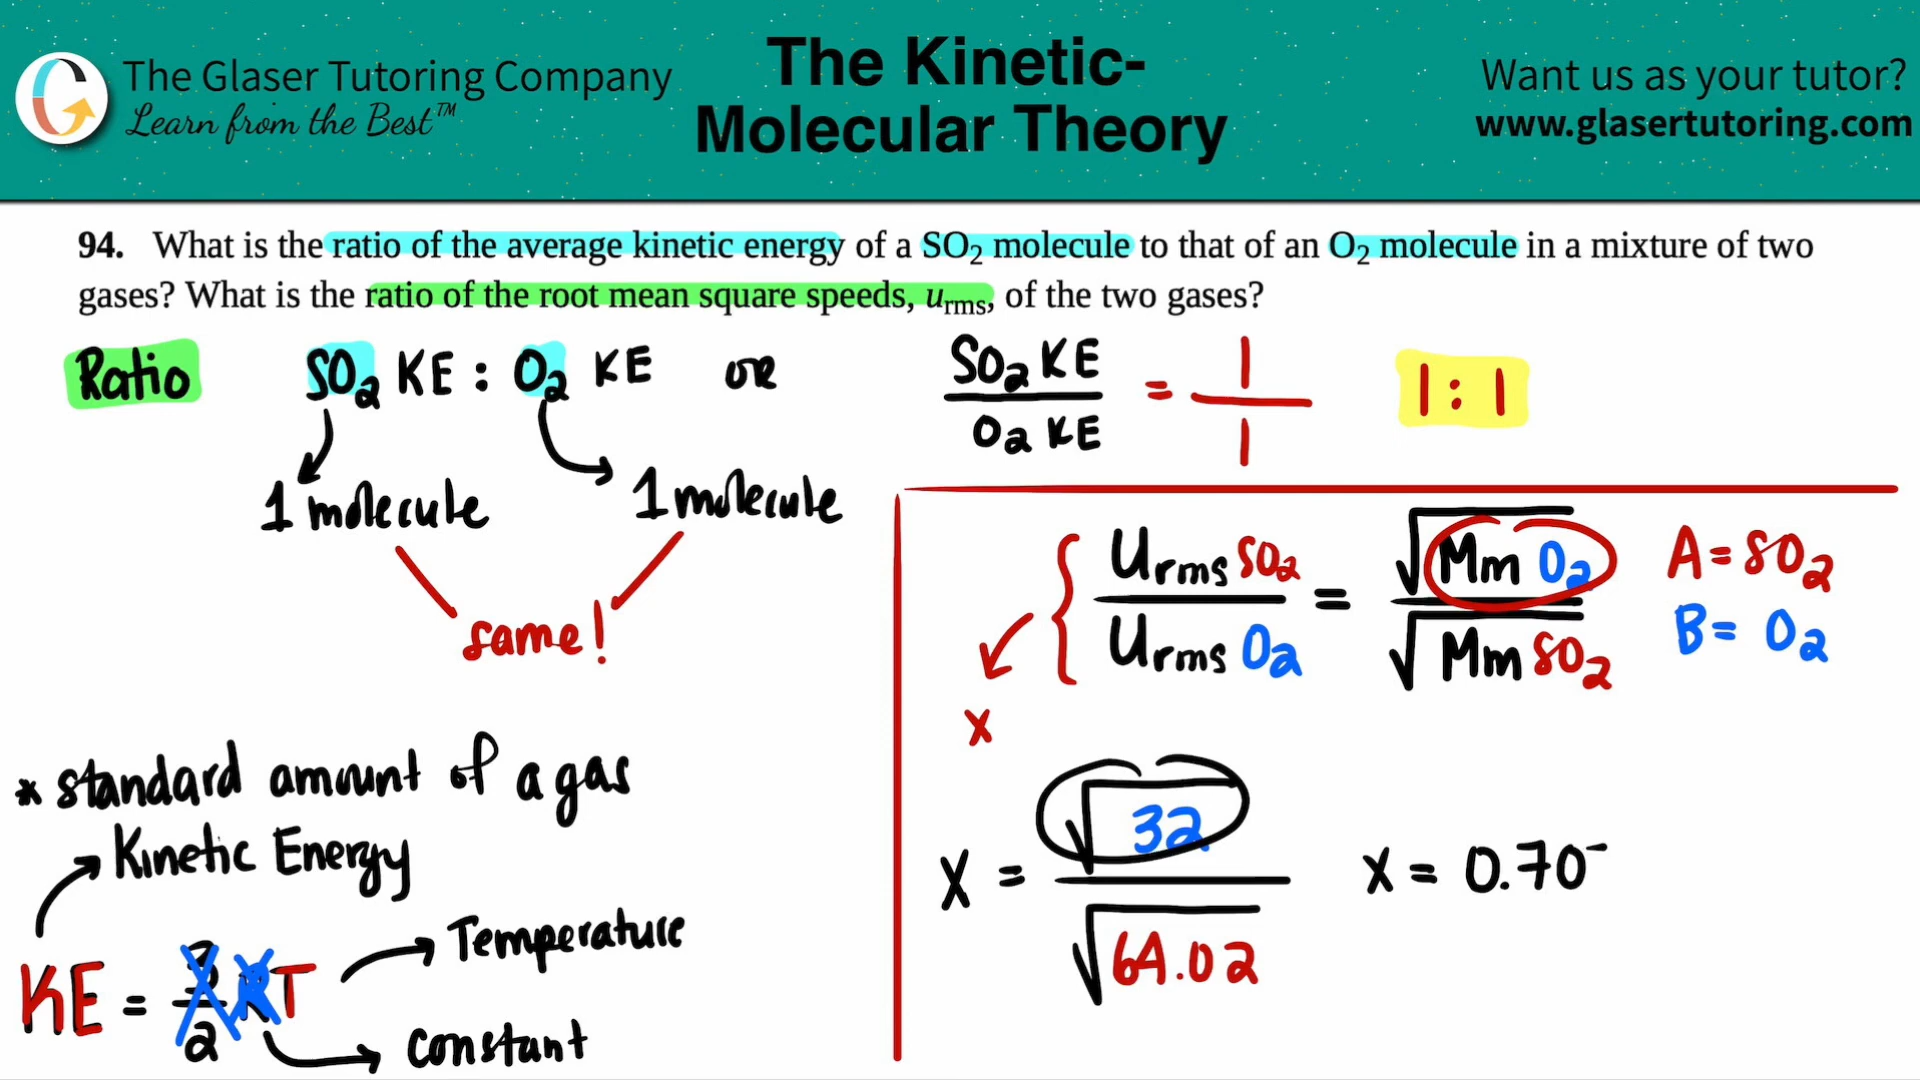 The Glaser Tutoring Company
Learn from the Best™
The Kinetic-
Molecular Theory
Want us as your tutor?
www.glasertutoring.com
94. What is the ratio of the average kinetic energy of a SO₂ molecule to that of an O₂ molecule in a mixture of two
gases? What is the ratio of the root mean square speeds, uᵣₘₛ, of the two gases?
Ratio SO₂ KE : O₂ KE OR
1 molecule 1 molecule
same!
* standard amount of a gas
Kinetic Energy
Temperature
KE = 3/2 RT
constant
SO₂ KE / O₂ KE = 1/1 1:1
Urms SO₂ / Urms O₂ = √Mm O₂ / √Mm SO₂
A = SO₂
B = O₂
x
x = √32 / √64.02 x = 0.70